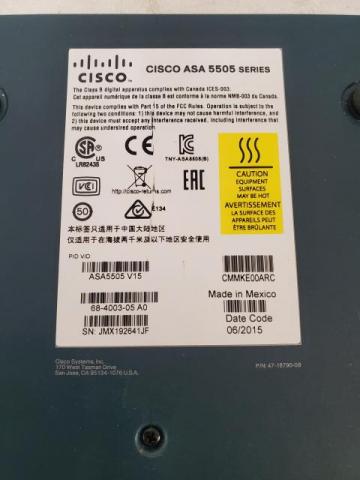 CISCO
CISCO ASA 5505 SERIES
The Class B digital apparatus complies with Canada ICES-003:
Cet appareil numérique de la classe B est conforme à la norme NMB-003 du Canada.
This device complies with Part 15 of the FCC Rules. Operation is subject to the
following two conditions: (1) this device may not cause harmful interference, and
(2) this device must accept any interference received, including interference that
may cause undesired operation.
C US
LR62438
TNY-ASA5505(B)
VCI
http://cisco-returns.com
EAC
50
E134
本标签只适用于中国大陆地区
仅适用于在海拔两千米及以下地区安全使用
CAUTION
EQUIPMENT
SURFACES
MAY BE HOT
AVERTISSEMENT
LA SURFACE DES
APPAREILS PEUT
ÊTRE BRÛLANTE
PID VID
ASA5505 V15
68-4003-05 A0
SN: JMX192641JF
CMMKE00ARC
Made in Mexico
Date Code
06/2015
Cisco Systems, Inc.
170 West Tasman Drive
San Jose, CA 95134-1076 U.S.A.
P/N: 47-18790-08